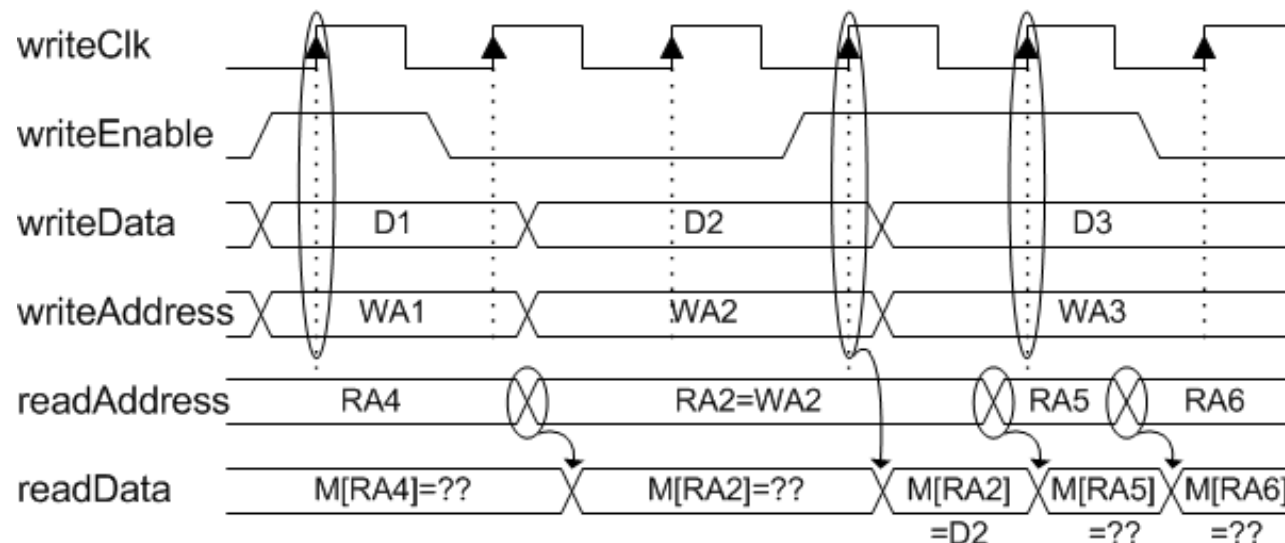 writeClk
writeEnable
writeData D1 D2 D3
writeAddress WA1 WA2 WA3
readAddress RA4 RA2=WA2 RA5 RA6
readData M[RA4]=?? M[RA2]=?? M[RA2] M[RA5] M[RA6]
=D2 =?? =??